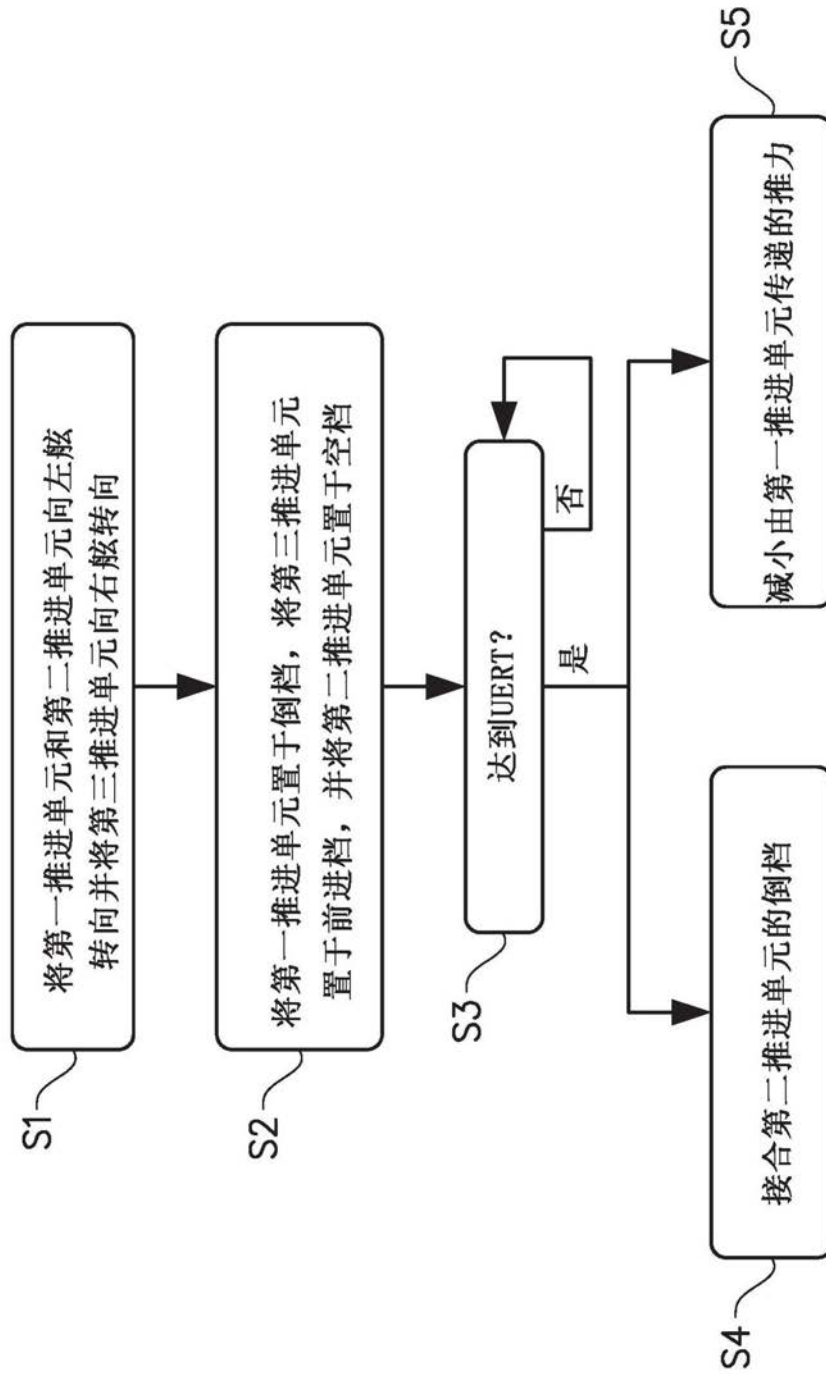 S1
将第一推进单元和第二推进单元向左舷
转向并将第三推进单元向右舷转向
S2
将第一推进单元置于倒档，将第三推进单元
置于前进档，并将第二推进单元置于空档
S3
达到UERT?
否
是
S4
接合第二推进单元的倒档
S5
减小由第一推进单元传递的推力